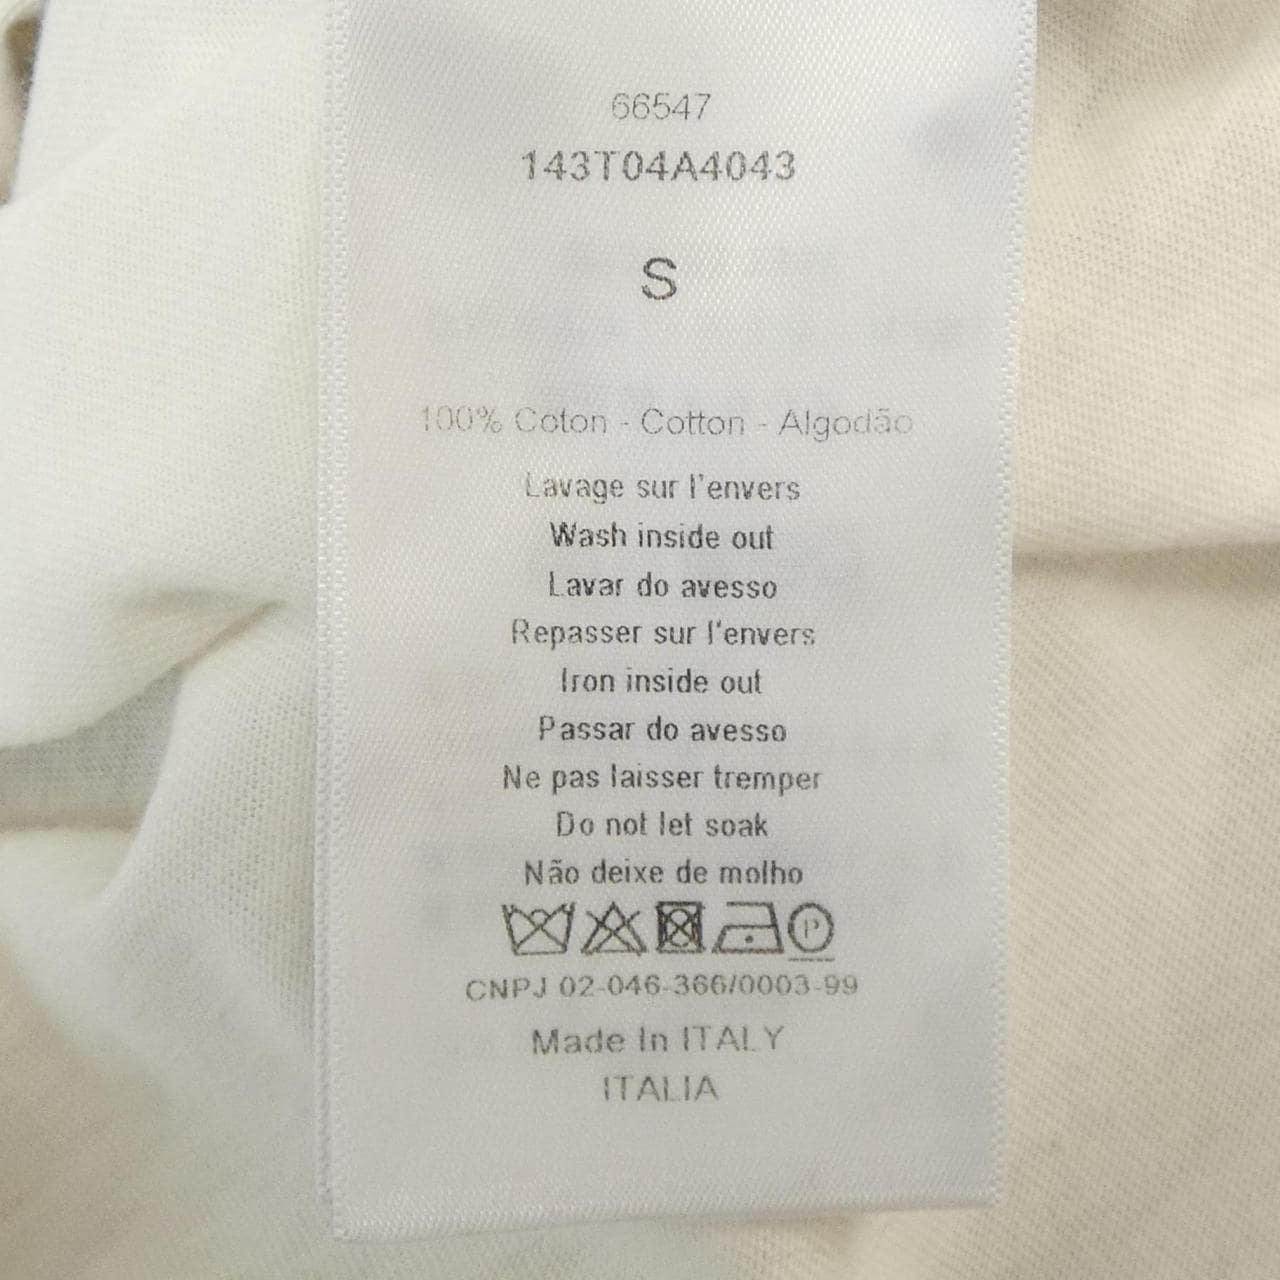 66547
143T04A4043
S
100% Coton - Cotton - Algodão
Lavage sur l'envers
Wash inside out
Lavar do avesso
Repasser sur l'envers
Iron inside out
Passar do avesso
Ne pas laisser tremper
Do not let soak
Não deixe de molho
P
CNPJ 02-046-366/0003-99
Made In ITALY
ITALIA